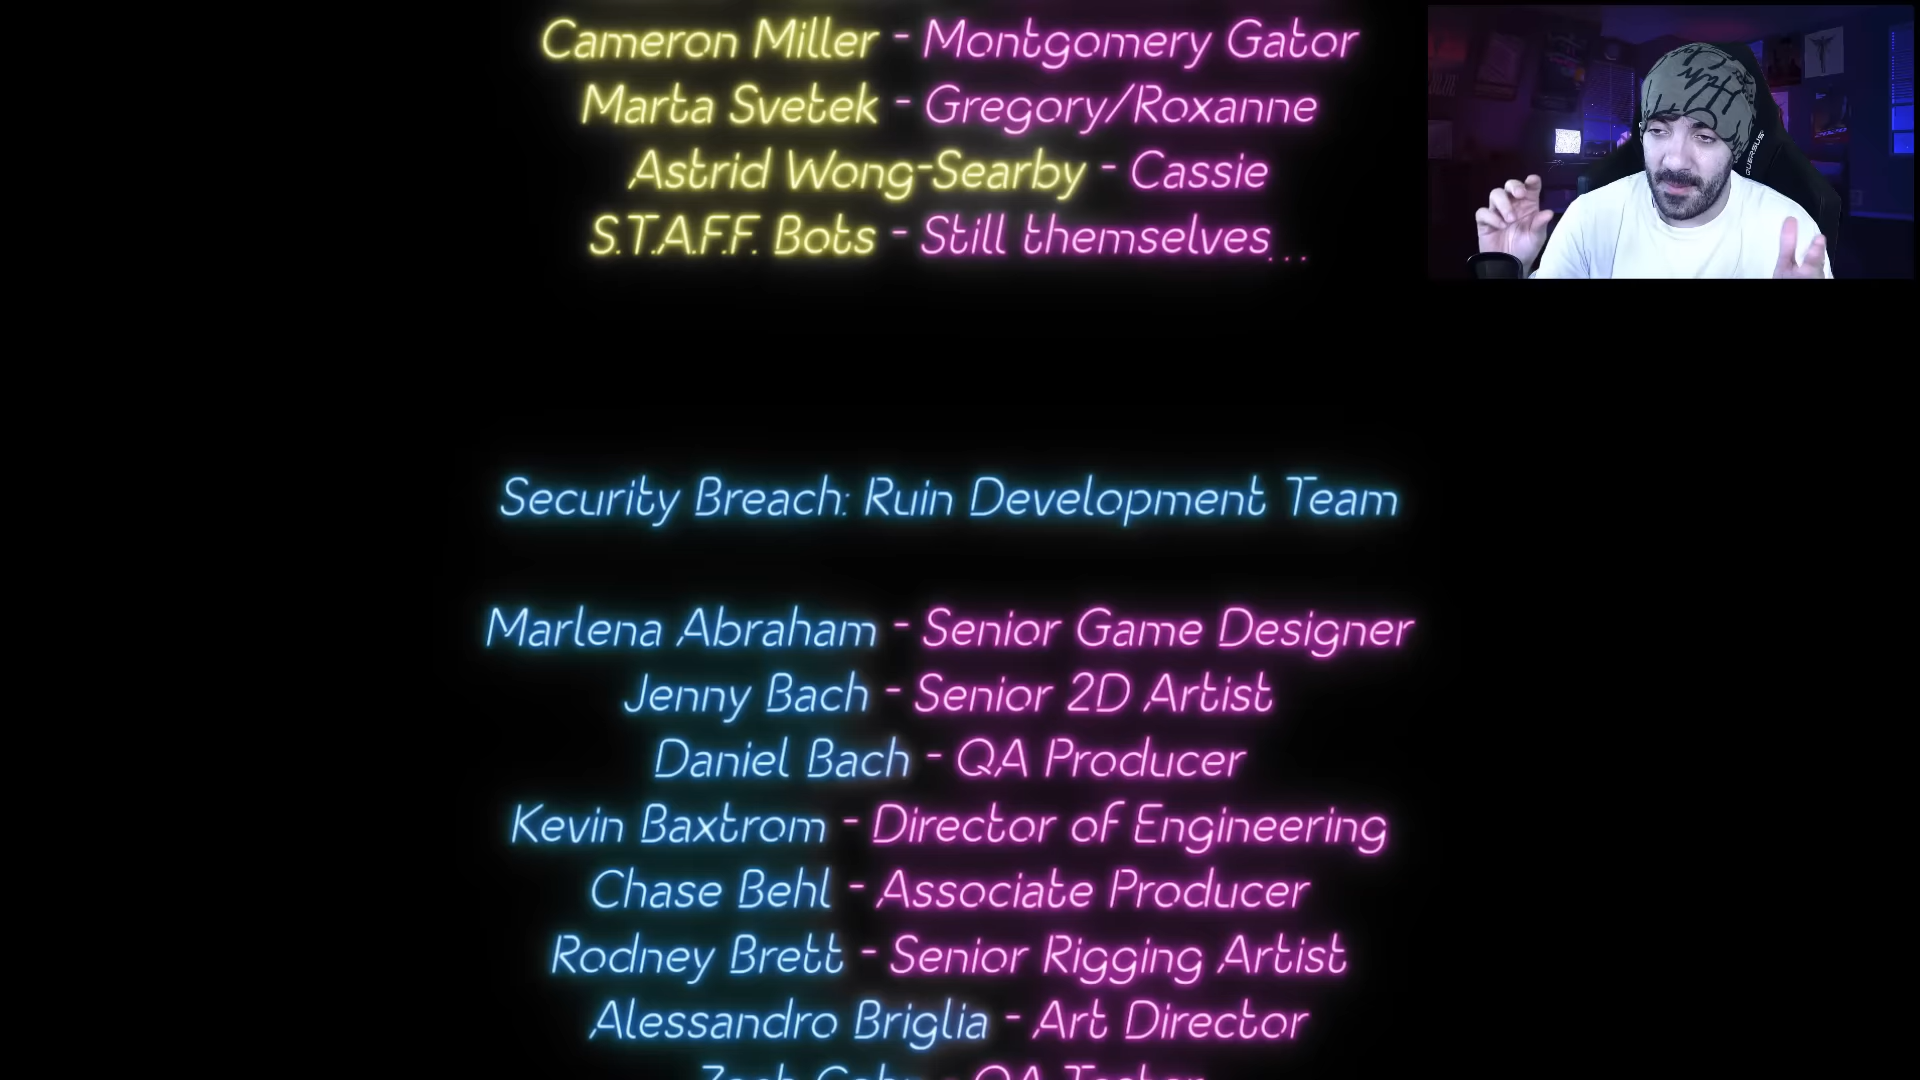 Cameron Miller - Montgomery Gator
Marta Svetek - Gregory/Roxanne
Astrid Wong-Searby - Cassie
S.T.A.F.F. Bots - Still themselves...
Security Breach: Ruin Development Team
Marlena Abraham - Senior Game Designer
Jenny Bach - Senior 2D Artist
Daniel Bach - QA Producer
Kevin Baxtrom - Director of Engineering
Chase Behl - Associate Producer
Rodney Brett - Senior Rigging Artist
Alessandro Briglia - Art Director
- QA Tester